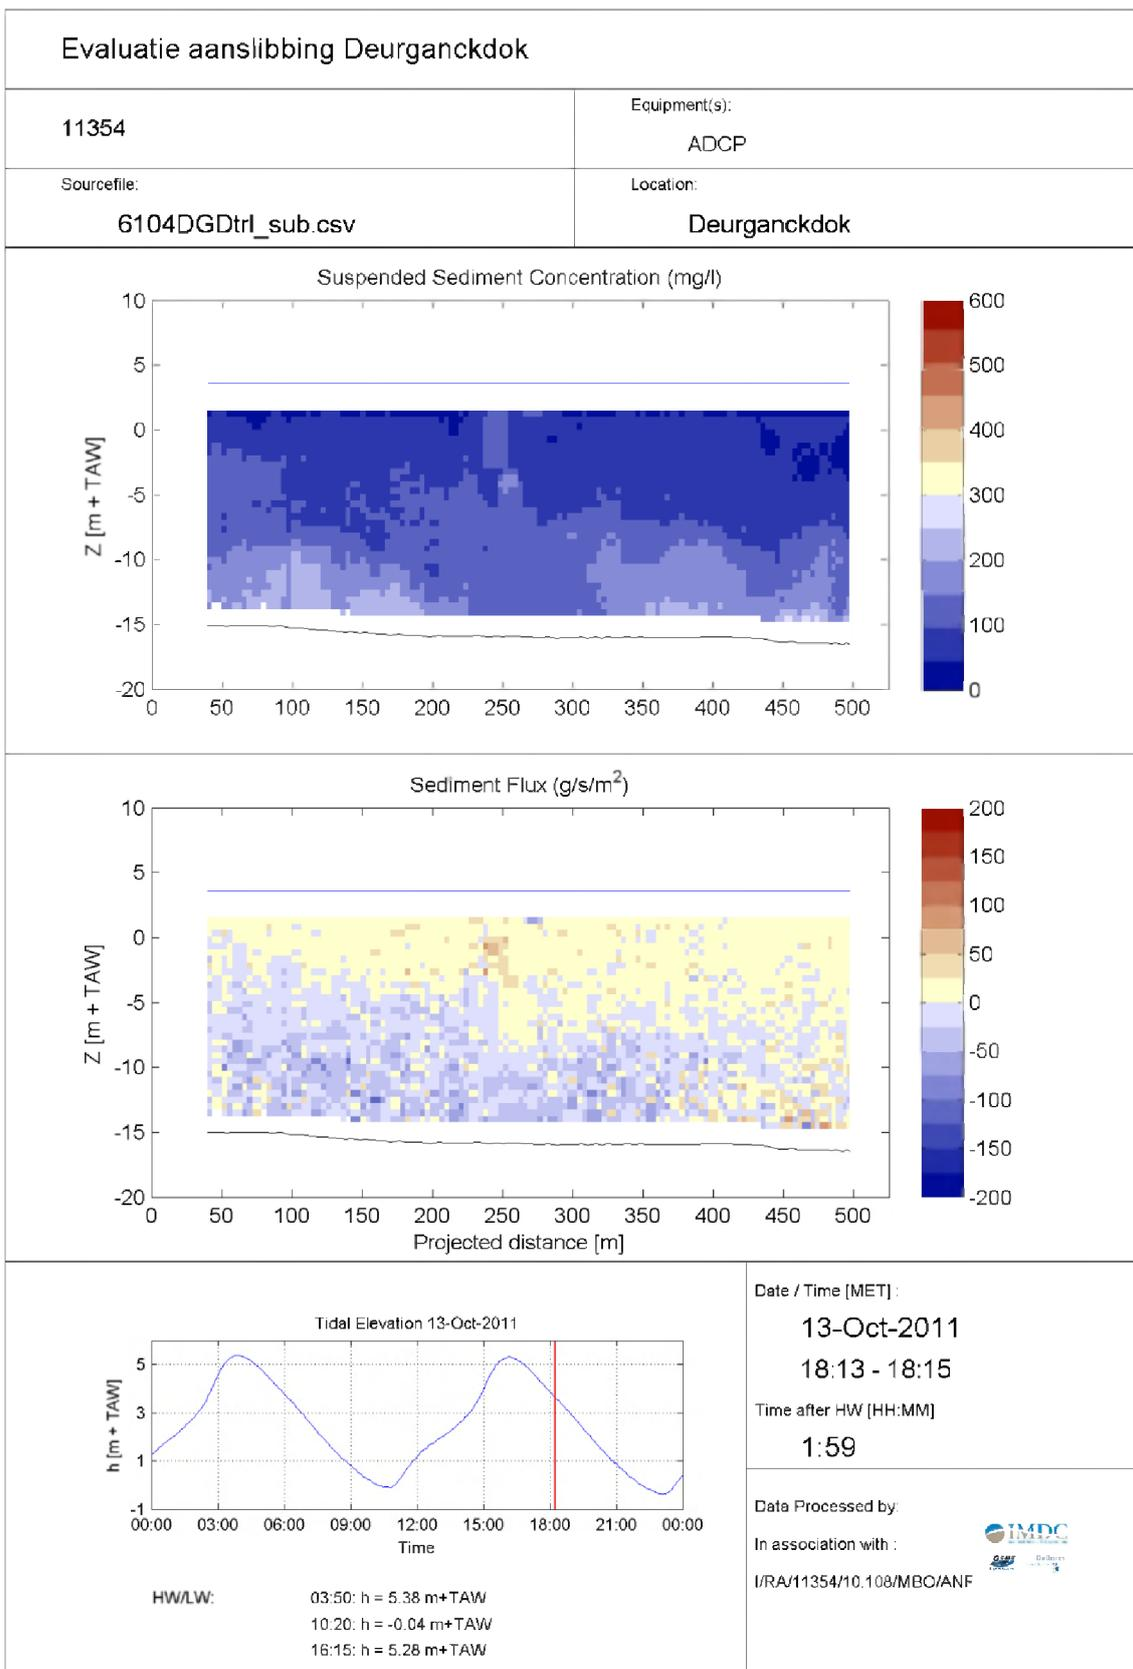 Evaluatie aanslibbing Deurganckdok
11354
Equipment(s):
ADCP
Sourcefile:
6104DGDtrl_sub.csv
Location:
Deurganckdok
Suspended Sediment Concentration (mg/l)
10
5
0
-5
-10
-15
-20
Z [m + TAW]
0 50 100 150 200 250 300 350 400 450 500
600
500
400
300
200
100
0
Sediment Flux (g/s/m²)
10
5
0
-5
-10
-15
-20
Z [m + TAW]
0 50 100 150 200 250 300 350 400 450 500
Projected distance [m]
200
150
100
50
0
-50
-100
-150
-200
Tidal Elevation 13-Oct-2011
5
3
1
-1
h [m + TAW]
00:00 03:00 06:00 09:00 12:00 15:00 18:00 21:00 00:00
Time
HW/LW:
03:50: h = 5.38 m+TAW
10:20: h = -0.04 m+TAW
16:15: h = 5.28 m+TAW
Date / Time [MET] :
13-Oct-2011
18:13 - 18:15
Time after HW [HH:MM]
1:59
Data Processed by:
IMDC
In association with :
I/RA/11354/10.108/MBO/ANF